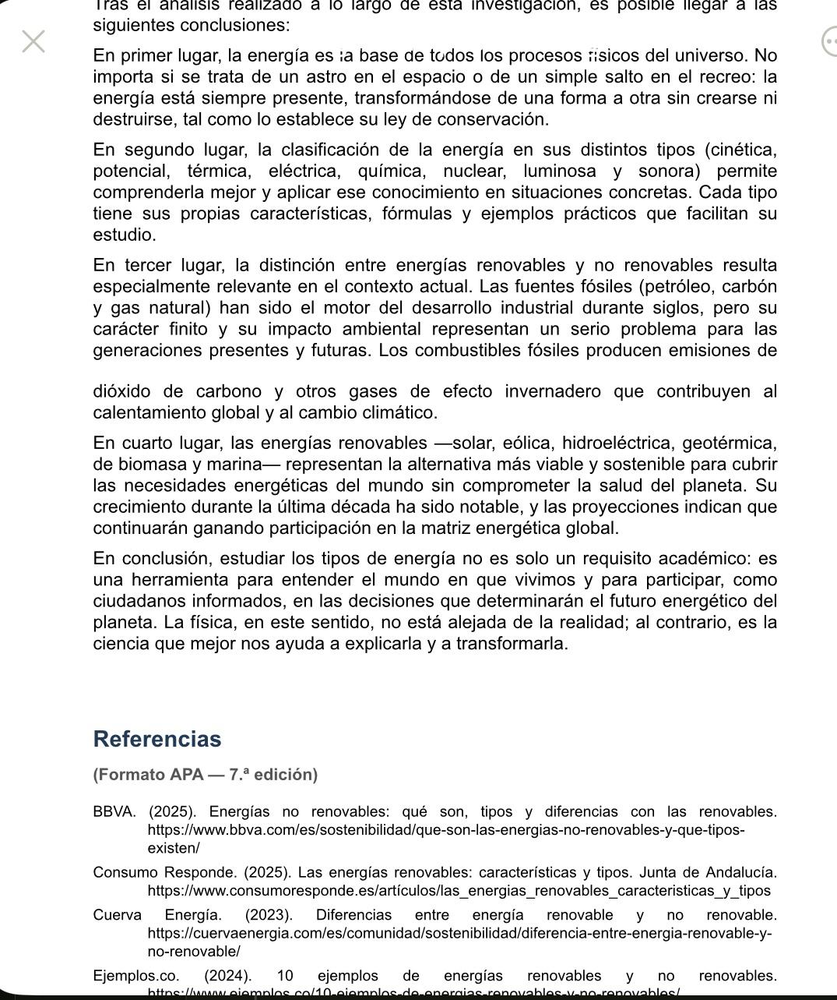 Tras el análisis realizado a lo largo de esta investigación, es posible llegar a las
siguientes conclusiones:
En primer lugar, la energía es la base de todos los procesos físicos del universo. No
importa si se trata de un astro en el espacio o de un simple salto en el recreo: la
energía está siempre presente, transformándose de una forma a otra sin crearse ni
destruirse, tal como lo establece su ley de conservación.
En segundo lugar, la clasificación de la energía en sus distintos tipos (cinética,
potencial, térmica, eléctrica, química, nuclear, luminosa y sonora) permite
comprenderla mejor y aplicar ese conocimiento en situaciones concretas. Cada tipo
tiene sus propias características, fórmulas y ejemplos prácticos que facilitan su
estudio.
En tercer lugar, la distinción entre energías renovables y no renovables resulta
especialmente relevante en el contexto actual. Las fuentes fósiles (petróleo, carbón
y gas natural) han sido el motor del desarrollo industrial durante siglos, pero su
carácter finito y su impacto ambiental representan un serio problema para las
generaciones presentes y futuras. Los combustibles fósiles producen emisiones de
dióxido de carbono y otros gases de efecto invernadero que contribuyen al
calentamiento global y al cambio climático.
En cuarto lugar, las energías renovables —solar, eólica, hidroeléctrica, geotérmica,
de biomasa y marina— representan la alternativa más viable y sostenible para cubrir
las necesidades energéticas del mundo sin comprometer la salud del planeta. Su
crecimiento durante la última década ha sido notable, y las proyecciones indican que
continuarán ganando participación en la matriz energética global.
En conclusión, estudiar los tipos de energía no es solo un requisito académico: es
una herramienta para entender el mundo en que vivimos y para participar, como
ciudadanos informados, en las decisiones que determinarán el futuro energético del
planeta. La física, en este sentido, no está alejada de la realidad; al contrario, es la
ciencia que mejor nos ayuda a explicarla y a transformarla.
Referencias
(Formato APA — 7.ª edición)
BBVA. (2025). Energías no renovables: qué son, tipos y diferencias con las renovables.
https://www.bbva.com/es/sostenibilidad/que-son-las-energias-no-renovables-y-que-tipos-
existen/
Consumo Responde. (2025). Las energías renovables: características y tipos. Junta de Andalucía.
https://www.consumoresponde.es/artículos/las_energias_renovables_caracteristicas_y_tipos
Cuerva Energía. (2023). Diferencias entre energía renovable y no renovable.
https://cuervaenergia.com/es/comunidad/sostenibilidad/diferencia-entre-energia-renovable-y-
no-renovable/
Ejemplos.co. (2024). 10 ejemplos de energías renovables y no renovables.
https://www.ejemplos.co/10-ejemplos-de-energias-renovables-y-no-renovables/